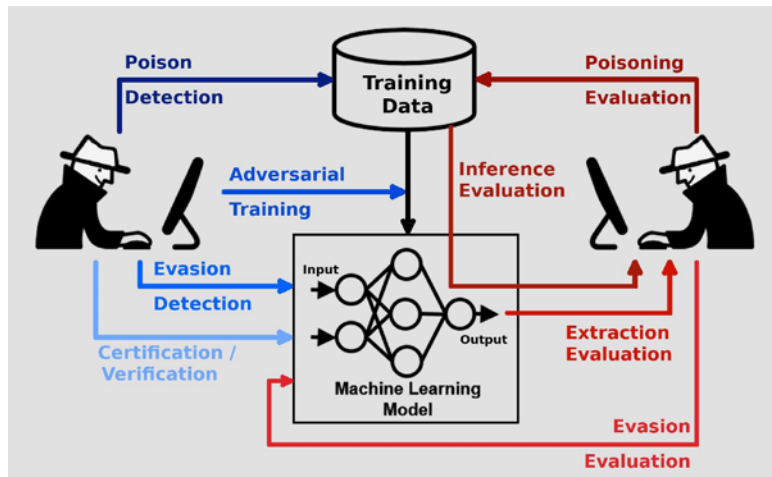 Poison
Detection
Training
Data
Poisoning
Evaluation
Adversarial
Training
Inference
Evaluation
Evasion
Detection
Certification /
Verification
Input
Output
Machine Learning
Model
Extraction
Evaluation
Evasion
Evaluation